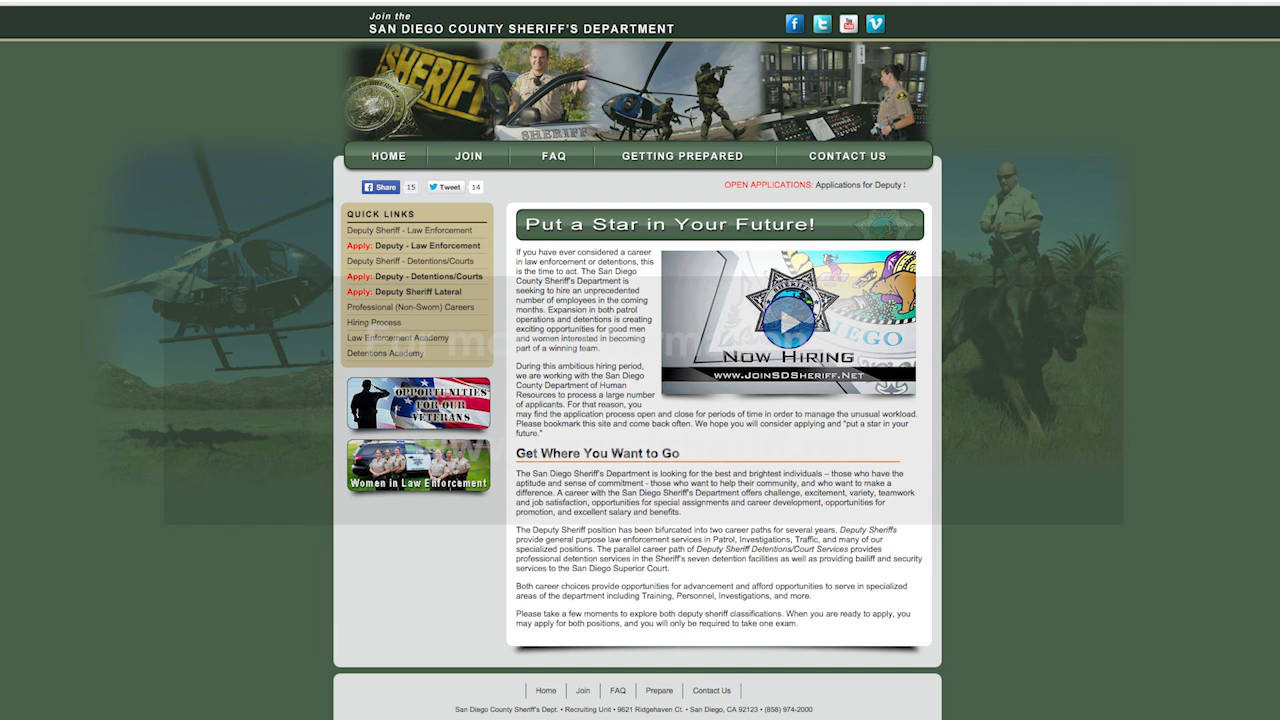 Join the
SAN DIEGO COUNTY SHERIFF'S DEPARTMENT
SHERIFF
SHERIFF
HOME JOIN FAQ GETTING PREPARED CONTACT US
Share 15 Tweet 14
OPEN APPLICATIONS: Applications for Deputy
QUICK LINKS
Deputy Sheriff - Law Enforcement
Apply: Deputy - Law Enforcement
Deputy Sheriff - Detentions/Courts
Apply: Deputy - Detentions/Courts
Apply: Deputy Sheriff Lateral
Professional (Non-Sworn) Careers
Hiring Process
Law Enforcement Academy
Detentions Academy
OPPORTUNITIES
FOR OUR
VETERANS
Women in Law Enforcement
Put a Star in Your Future!
If you have ever considered a career
in law enforcement or detentions, this
is the time to act. The San Diego
County Sheriff's Department is
seeking to hire an unprecedented
number of employees in the coming
months. Expansion in both patrol
operations and detentions is creating
exciting opportunities for good men
and women interested in becoming
part of a winning team.
NOW HIRING
WWW.JOINSDSHERIFF.NET
During this ambitious hiring period,
we are working with the San Diego
County Department of Human
Resources to process a large number
of applicants. For that reason, you
may find the application process open and close for periods of time in order to manage the unusual workload.
Please bookmark this site and come back often. We hope you will consider applying and "put a star in your
future."
Get Where You Want to Go
The San Diego Sheriff's Department is looking for the best and brightest individuals – those who have the
aptitude and sense of commitment - those who want to help their community, and who want to make a
difference. A career with the San Diego Sheriff's Department offers challenge, excitement, variety, teamwork
and job satisfaction, opportunities for special assignments and career development, opportunities for
promotion, and excellent salary and benefits.
The Deputy Sheriff position has been bifurcated into two career paths for several years. Deputy Sheriffs
provide general purpose law enforcement services in Patrol, Investigations, Traffic, and many of our
specialized positions. The parallel career path of Deputy Sheriff Detentions/Court Services provides
professional detention services in the Sheriff's seven detention facilities as well as providing bailiff and security
services to the San Diego Superior Court.
Both career choices provide opportunities for advancement and afford opportunities to serve in specialized
areas of the department including Training, Personnel, Investigations, and more.
Please take a few moments to explore both deputy sheriff classifications. When you are ready to apply, you
may apply for both positions, and you will only be required to take one exam.
Home Join FAQ Prepare Contact Us
San Diego County Sheriff's Dept. • Recruiting Unit • 9621 Ridgehaven Ct. • San Diego, CA 92123 • (858) 974-2000